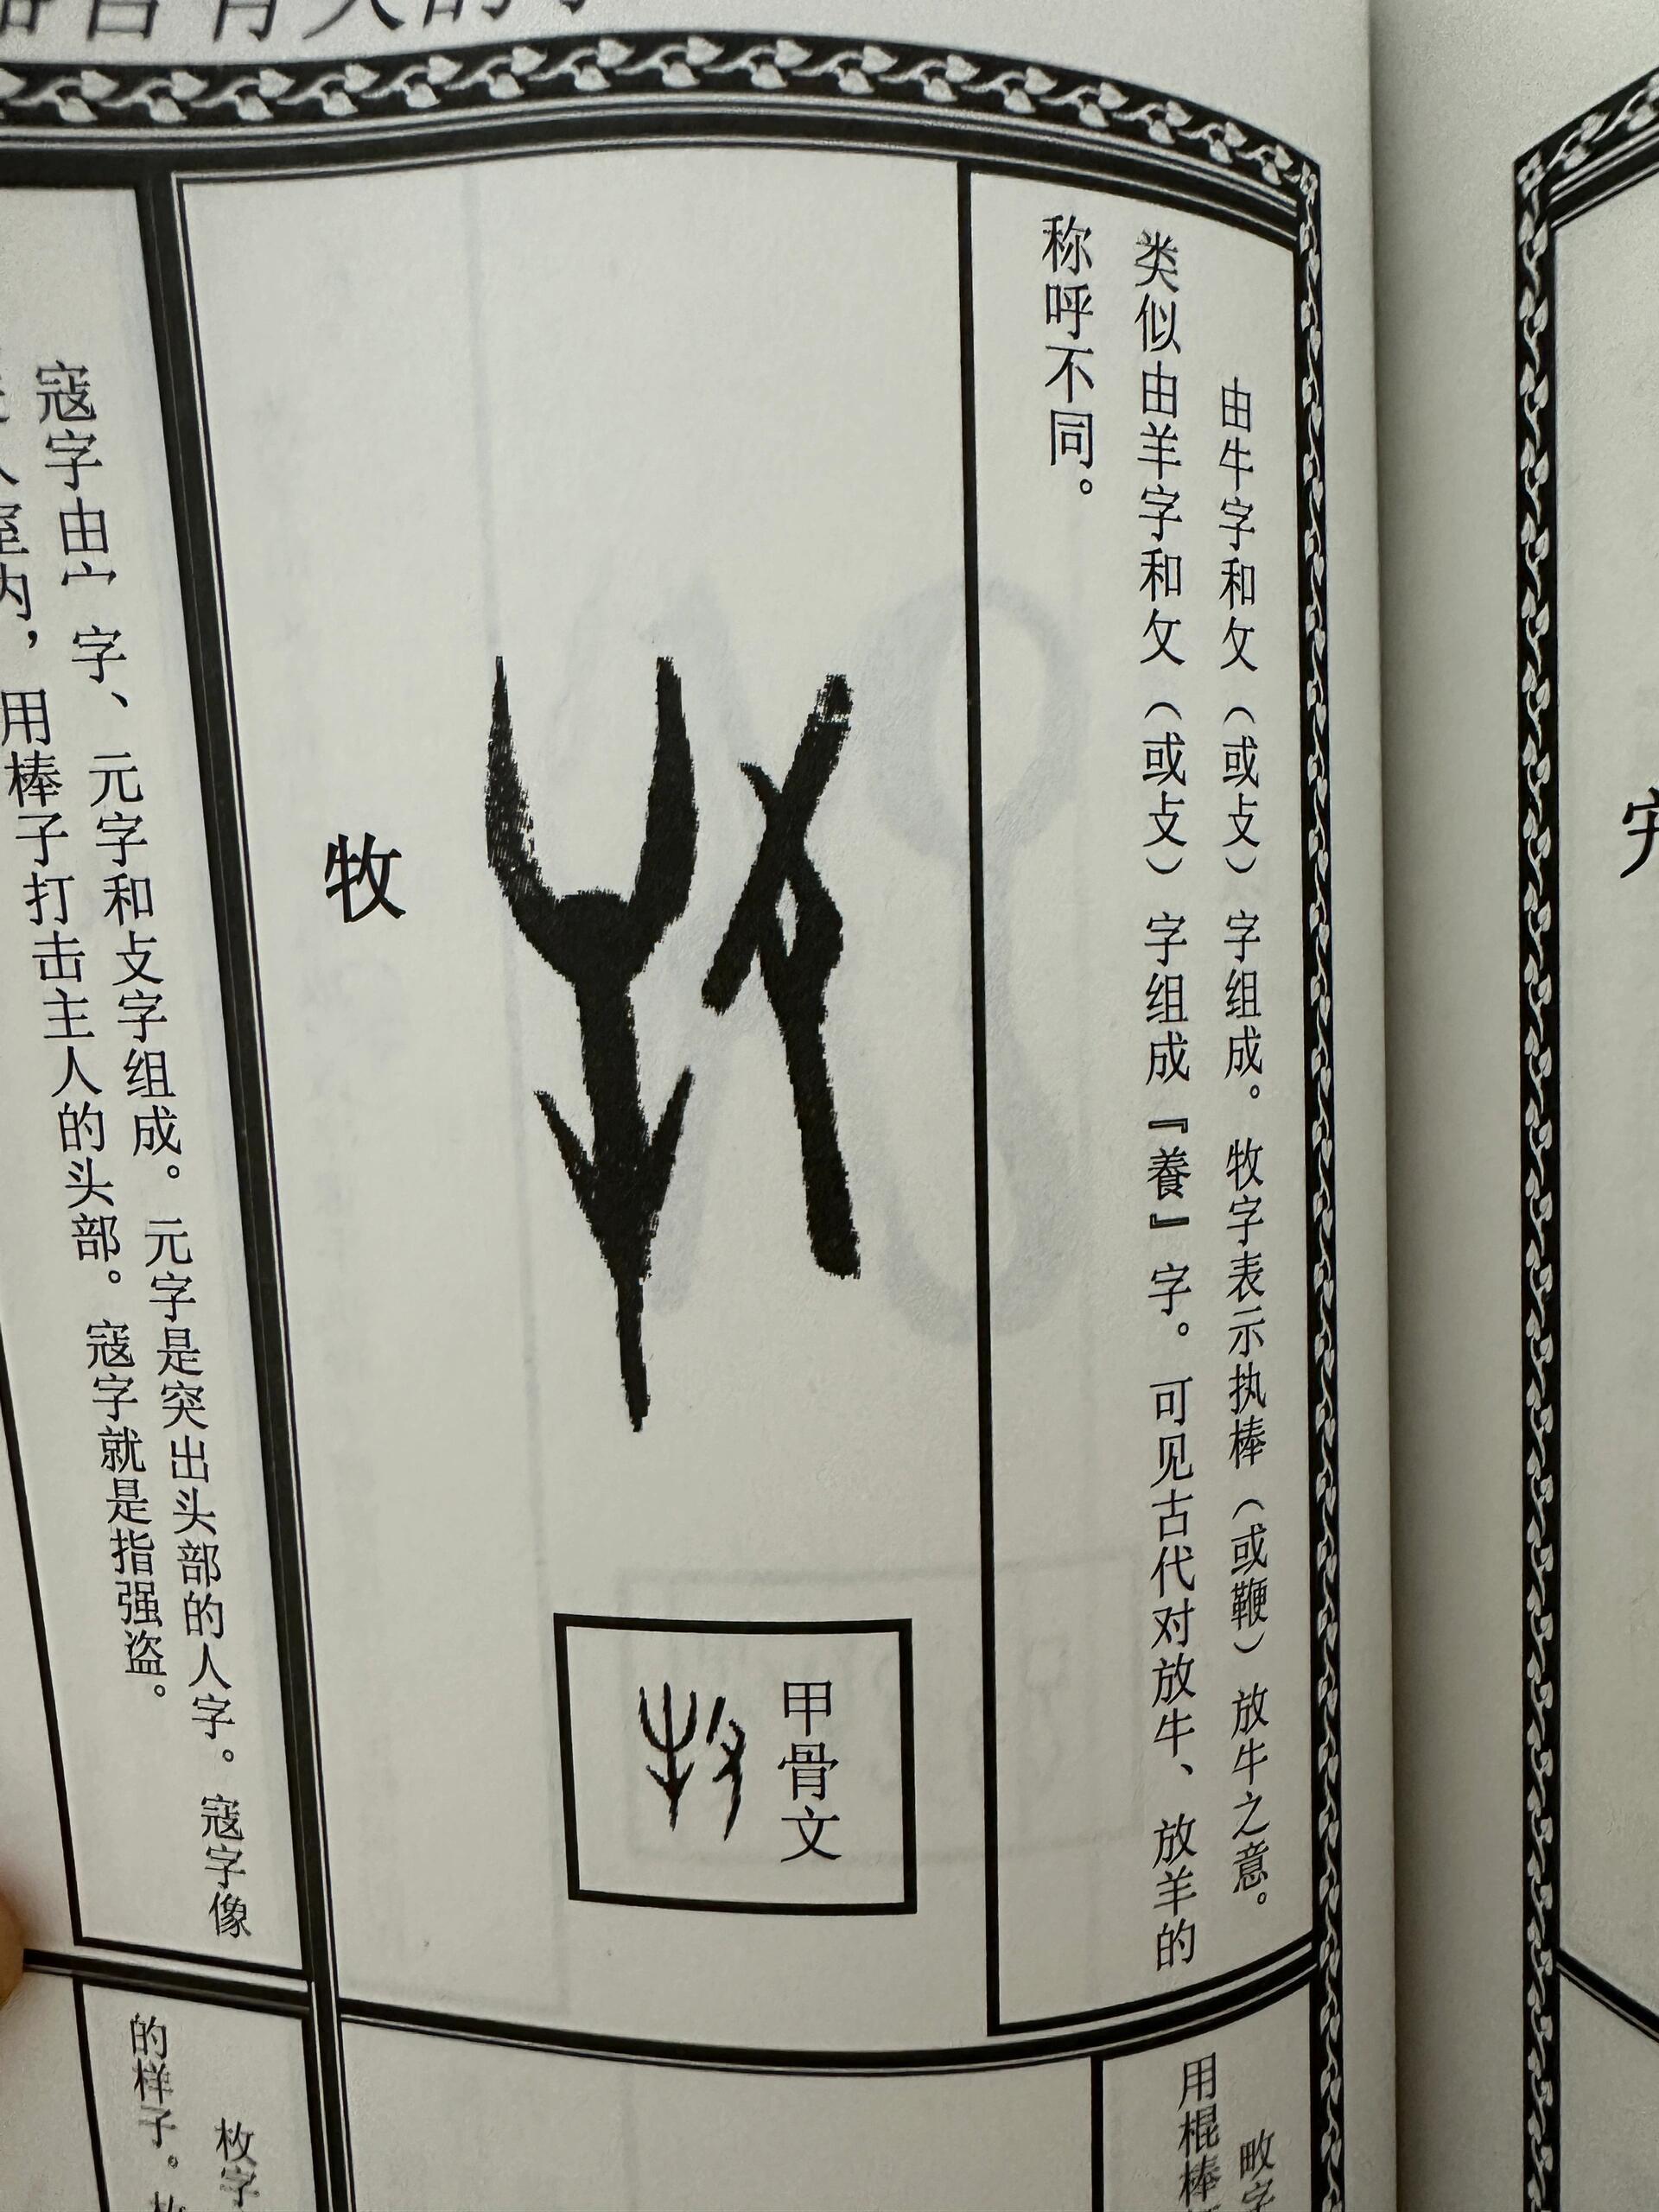 由牛字和攵（或攴）字组成。牧字表示执棒（或鞭）放牛之意。
类似由羊字和攵（或攴）字组成『養』字。可见古代对放牛、放羊的
称呼不同。
甲骨文
牧
寇字由宀字、元字和攴字组成。元字是突出头部的人字。寇字像
室内，用棒子打击主人的头部。寇字就是指强盗。
用棍棒
的样子。
枚字